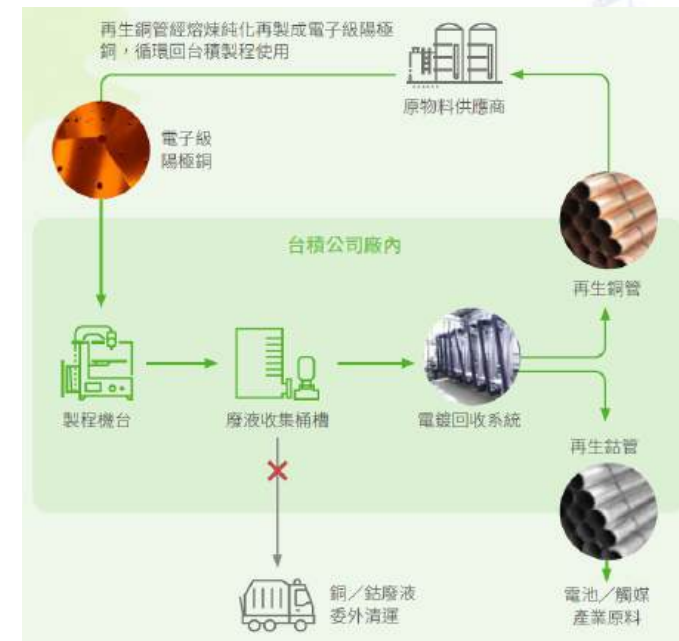 再生銅管經熔煉純化再製成電子級陽極
銅，循環回台積製程使用
原物料供應商
電子級
陽極銅
台積公司廠內
再生銅管
製程機台
廢液收集桶槽
電鍍回收系統
再生鈷管
銅／鈷廢液
委外清運
電池／觸媒
產業原料